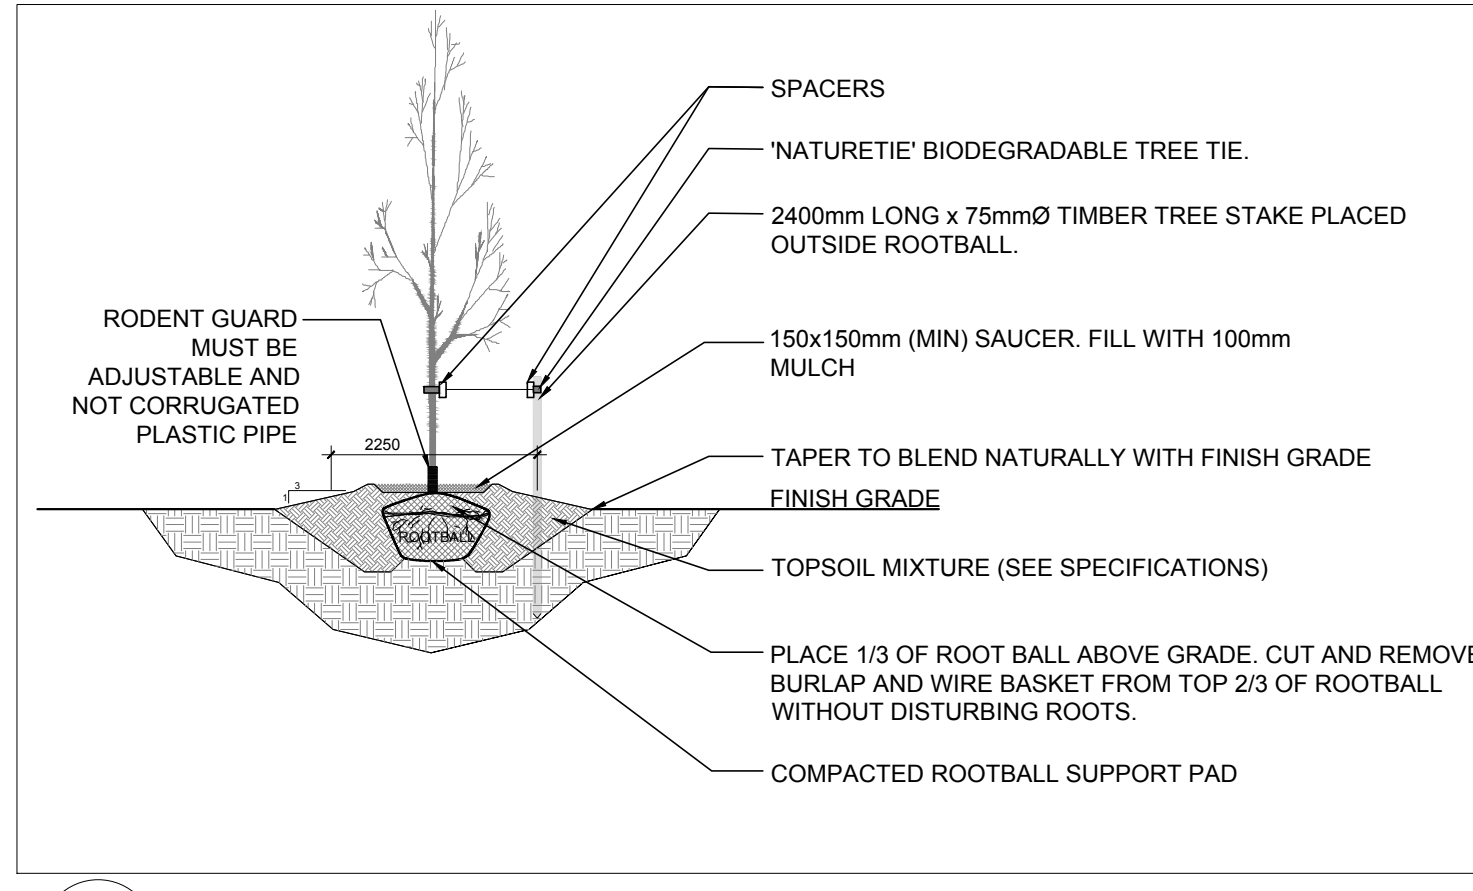 SPACERS
'NATURETIE' BIODEGRADABLE TREE TIE.
2400mm LONG x 75mmØ TIMBER TREE STAKE PLACED
OUTSIDE ROOTBALL.
RODENT GUARD
MUST BE
ADJUSTABLE AND
NOT CORRUGATED
PLASTIC PIPE
150x150mm (MIN) SAUCER. FILL WITH 100mm
MULCH
2250
3
1
TAPER TO BLEND NATURALLY WITH FINISH GRADE
FINISH GRADE
ROOTBALL
TOPSOIL MIXTURE (SEE SPECIFICATIONS)
PLACE 1/3 OF ROOT BALL ABOVE GRADE. CUT AND REMOVE
BURLAP AND WIRE BASKET FROM TOP 2/3 OF ROOTBALL
WITHOUT DISTURBING ROOTS.
COMPACTED ROOTBALL SUPPORT PAD